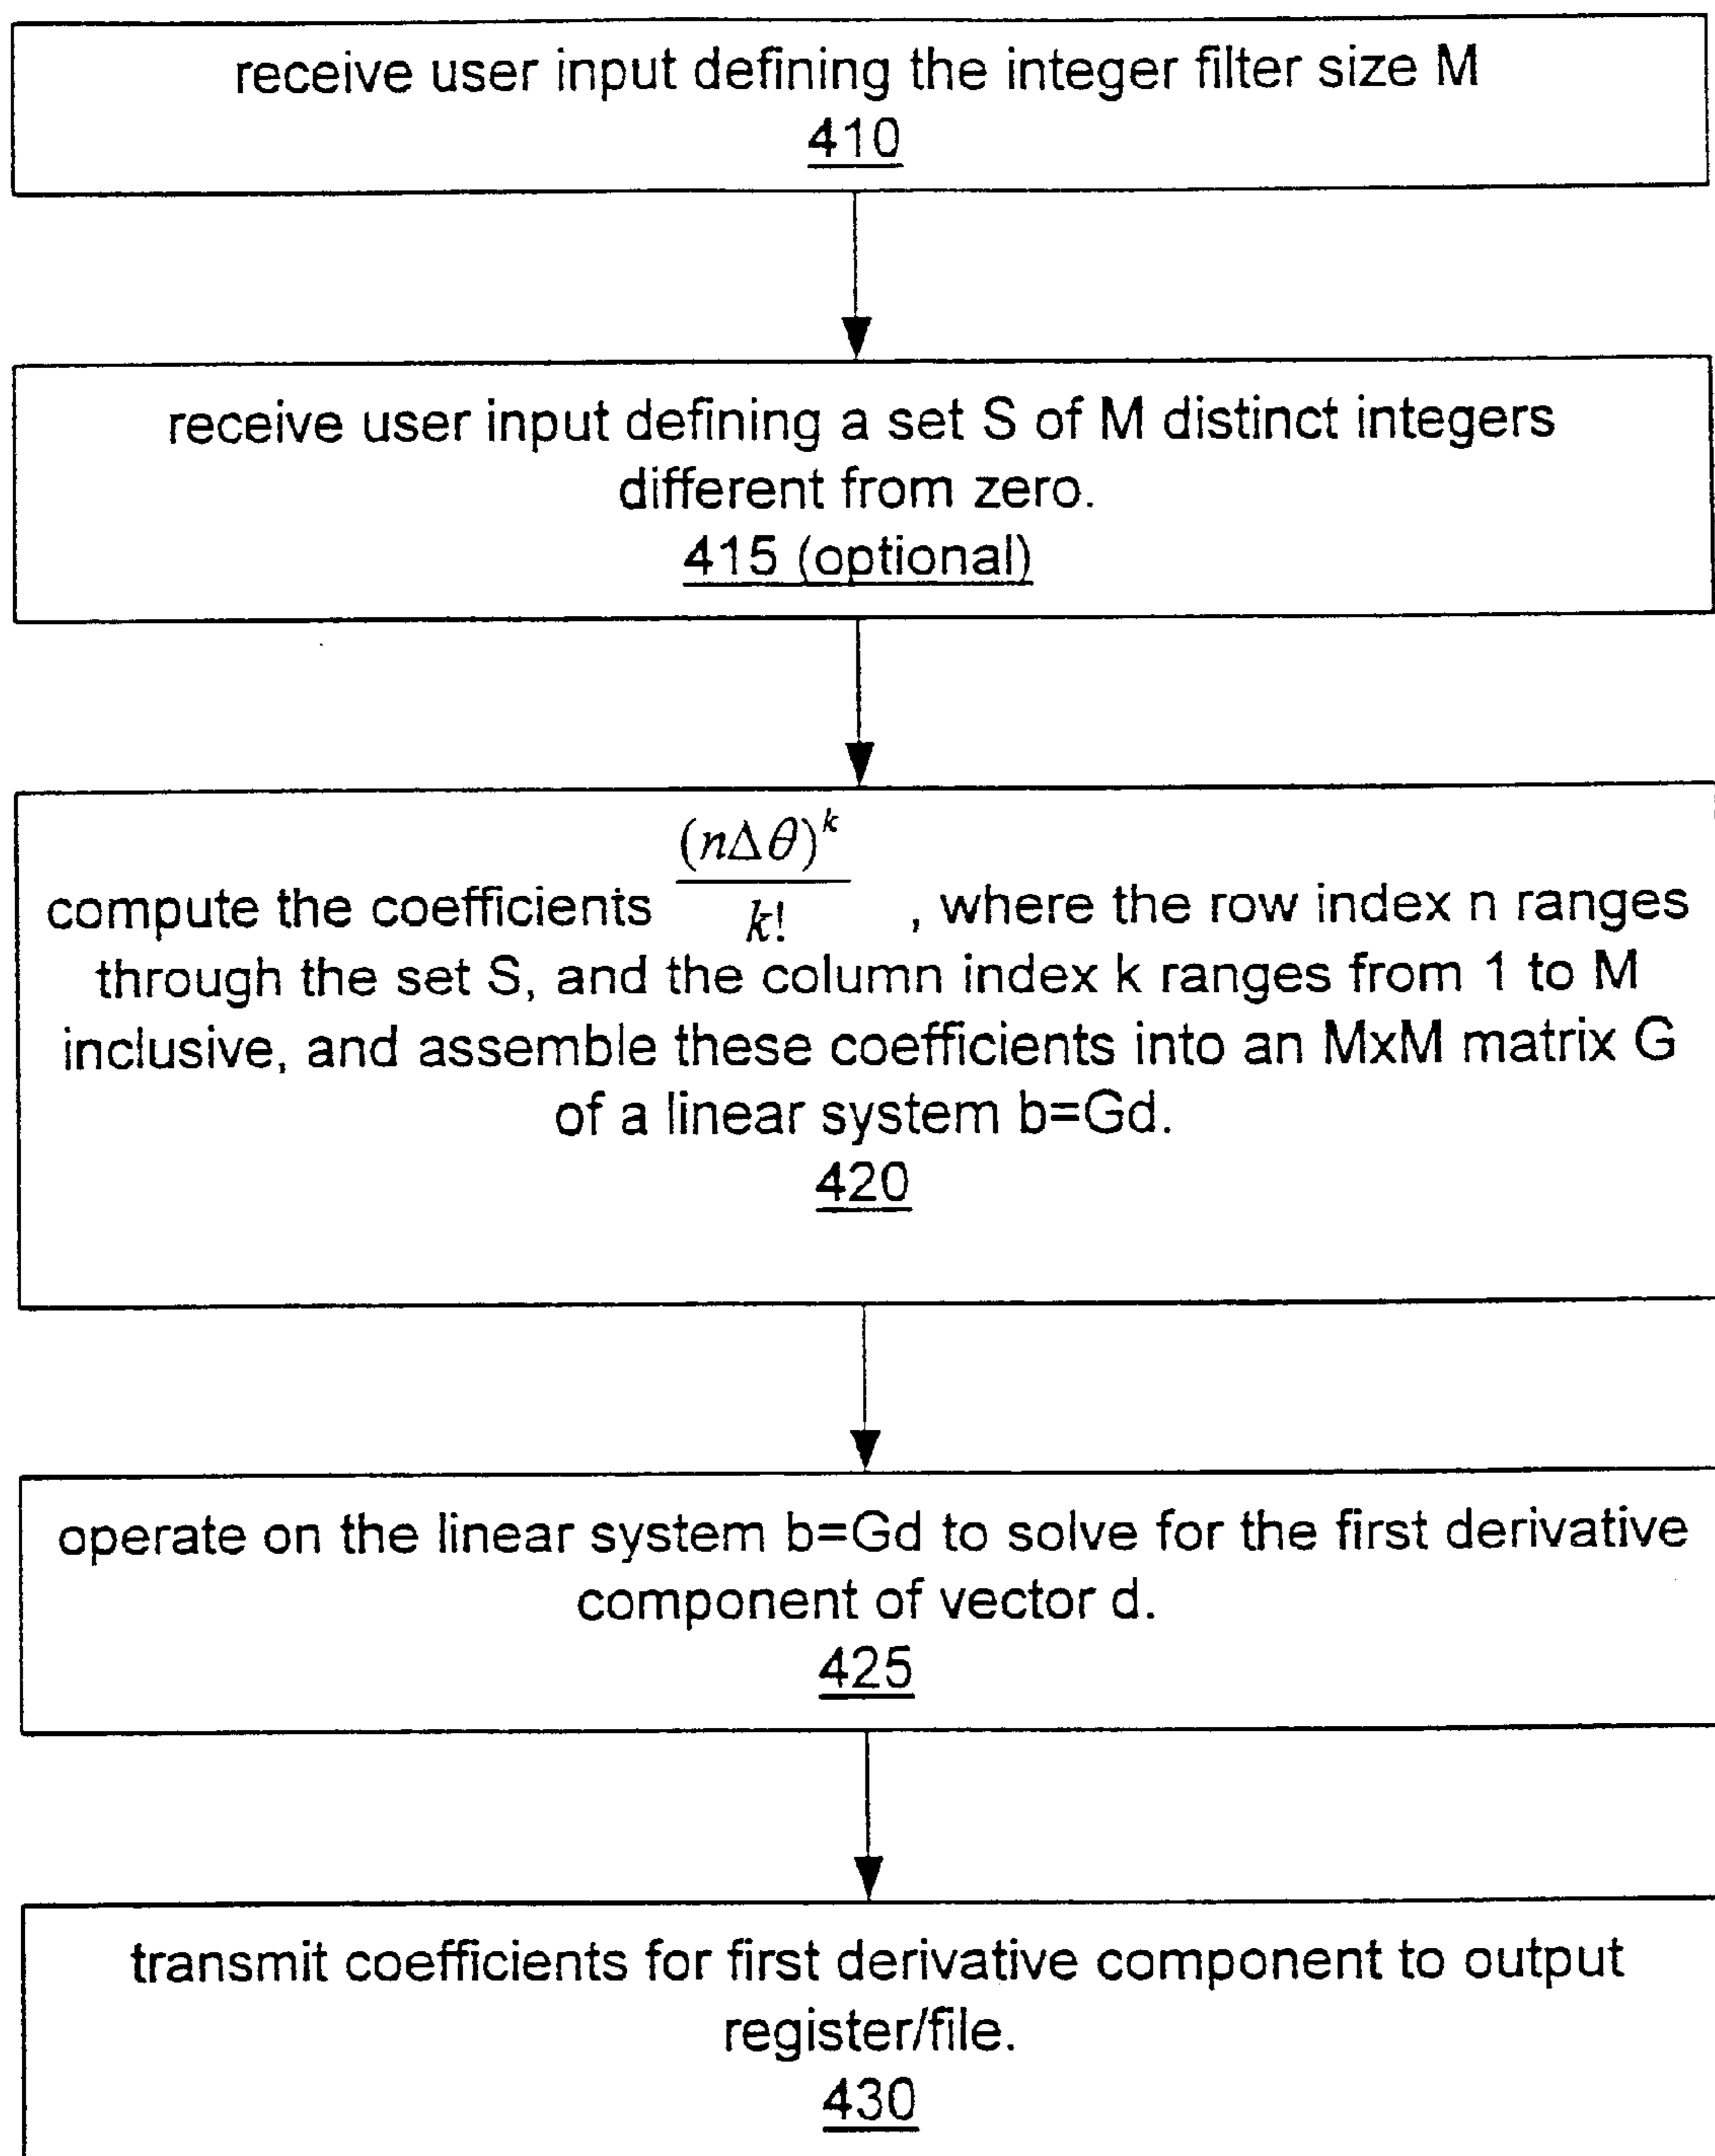 receive user input defining the integer filter size M
410
receive user input defining a set S of M distinct integers
different from zero.
415 (optional)
compute the coefficients (nΔθ)^k / k! , where the row index n ranges
through the set S, and the column index k ranges from 1 to M
inclusive, and assemble these coefficients into an MxM matrix G
of a linear system b=Gd.
420
operate on the linear system b=Gd to solve for the first derivative
component of vector d.
425
transmit coefficients for first derivative component to output
register/file.
430